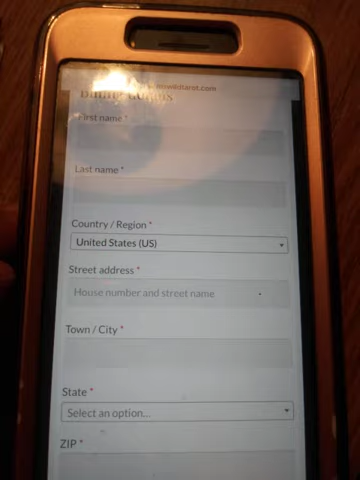 First name *
Last name *
Country / Region *
United States (US)
Street address *
House number and street name
Town / City *
State *
Select an option...
ZIP *